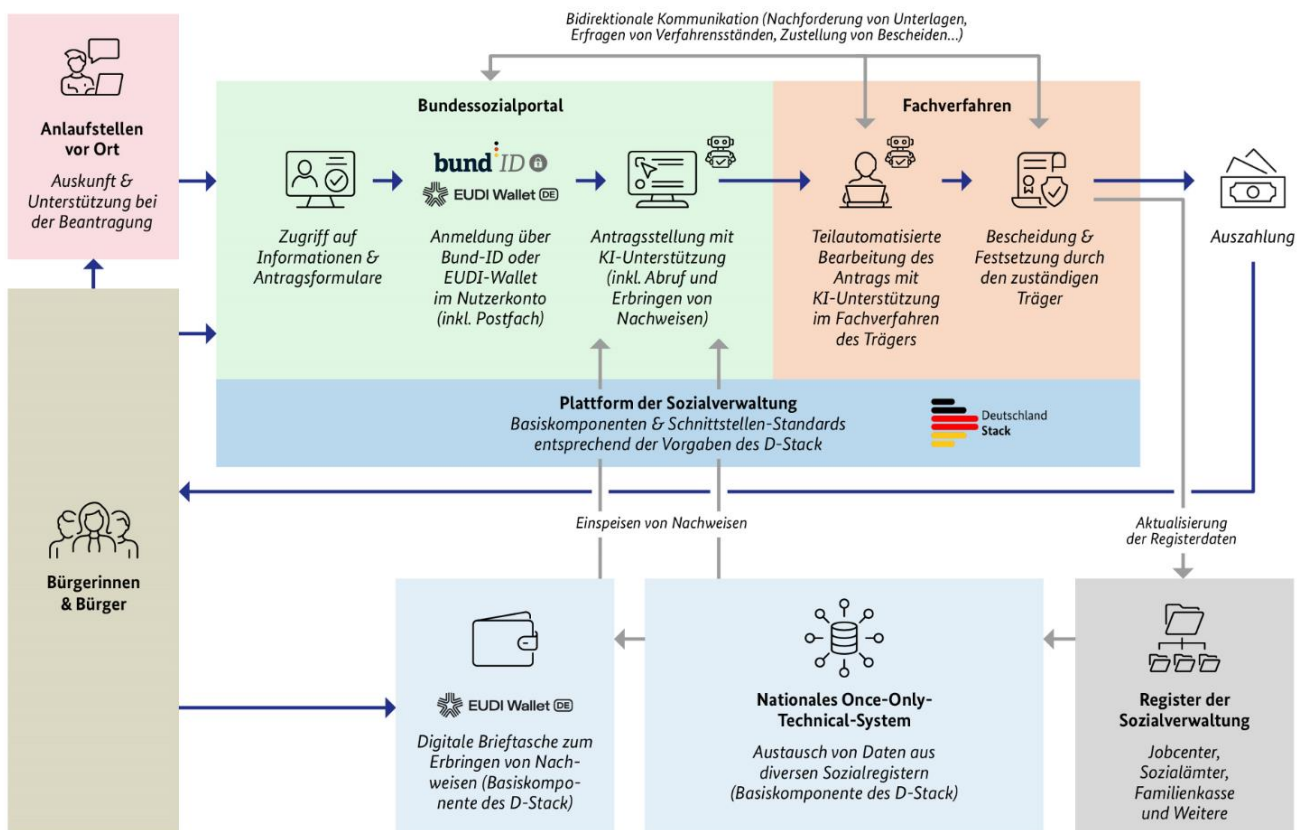 Bidirektionale Kommunikation (Nachforderung von Unterlagen,
Erfragen von Verfahrensständen, Zustellung von Bescheiden...)
Anlaufstellen
vor Ort
Auskunft &
Unterstützung bei
der Beantragung
Bundessozialportal
Zugriff auf
Informationen &
Antragsformulare
bund ID
EUDI Wallet DE
Anmeldung über
Bund-ID oder
EUDI-Wallet
im Nutzerkonto
(inkl. Postfach)
Antragsstellung mit
KI-Unterstützung
(inkl. Abruf und
Erbringen von
Nachweisen)
Fachverfahren
Teilautomatisierte
Bearbeitung des
Antrags mit
KI-Unterstützung
im Fachverfahren
des Trägers
Bescheidung &
Festsetzung durch
den zuständigen
Träger
Auszahlung
Plattform der Sozialverwaltung
Basiskomponenten & Schnittstellen-Standards
entsprechend der Vorgaben des D-Stack
Deutschland
Stack
Einspeisen von Nachweisen
Aktualisierung
der Registerdaten
Bürgerinnen
& Bürger
EUDI Wallet DE
Digitale Brieftasche zum
Erbringen von Nach-
weisen (Basiskompo-
nente des D-Stack)
Nationales Once-Only-
Technical-System
Austausch von Daten aus
diversen Sozialregistern
(Basiskomponente des D-Stack)
Register der
Sozialverwaltung
Jobcenter,
Sozialämter,
Familienkasse
und Weitere